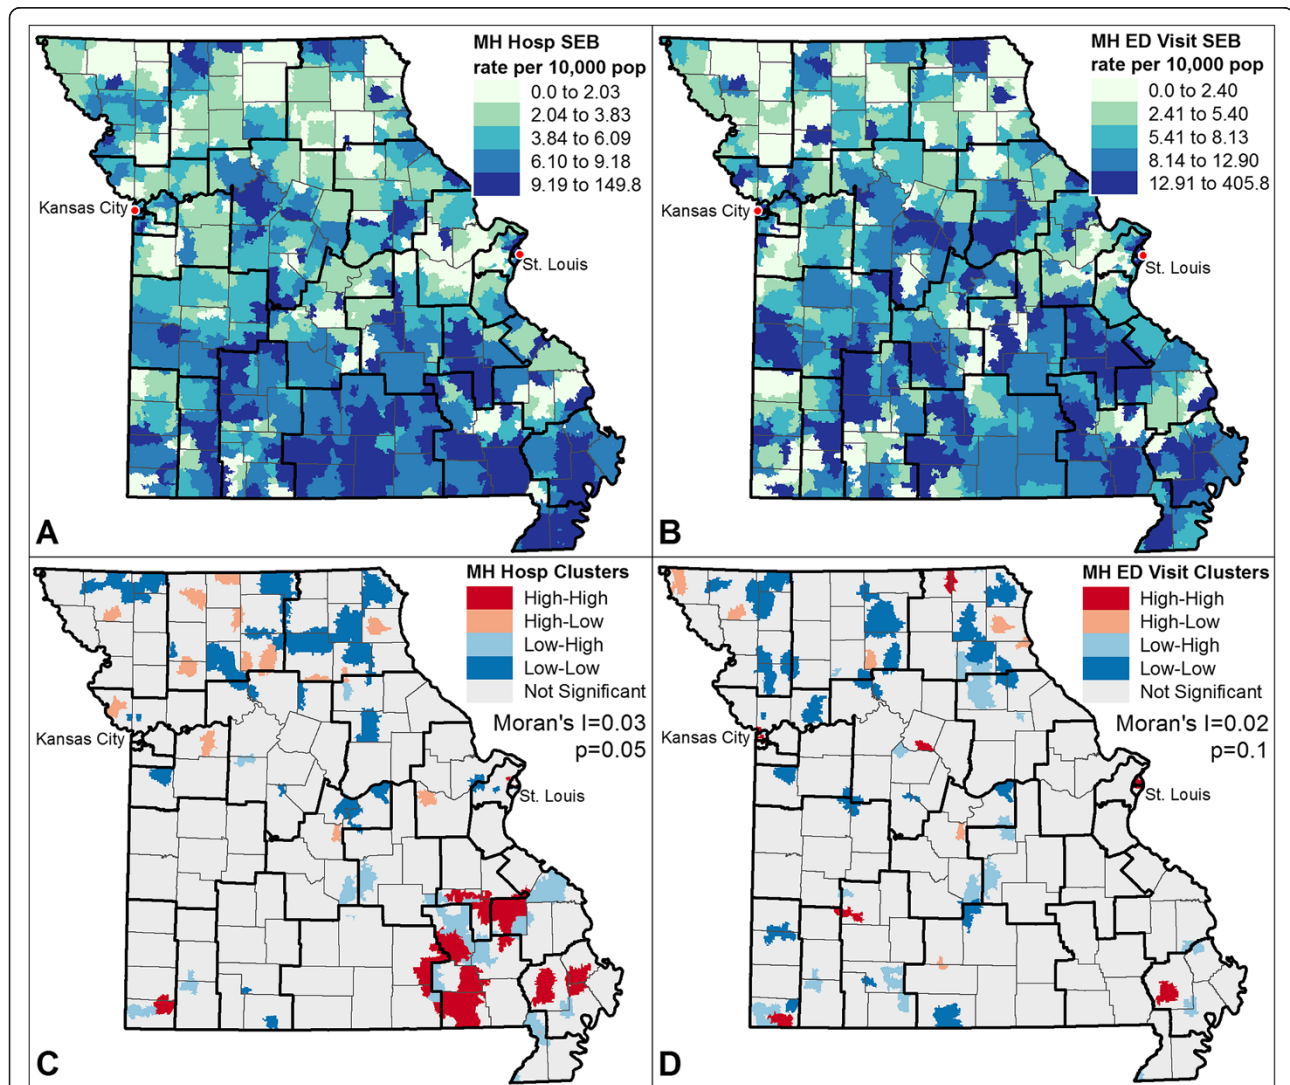 MH Hosp SEB
rate per 10,000 pop
0.0 to 2.03
2.04 to 3.83
3.84 to 6.09
6.10 to 9.18
9.19 to 149.8
Kansas City
St. Louis
A
MH ED Visit SEB
rate per 10,000 pop
0.0 to 2.40
2.41 to 5.40
5.41 to 8.13
8.14 to 12.90
12.91 to 405.8
Kansas City
St. Louis
B
MH Hosp Clusters
High-High
High-Low
Low-High
Low-Low
Not Significant
Moran's I=0.03
p=0.05
Kansas City
St. Louis
C
MH ED Visit Clusters
High-High
High-Low
Low-High
Low-Low
Not Significant
Moran's I=0.02
p=0.1
Kansas City
St. Louis
D